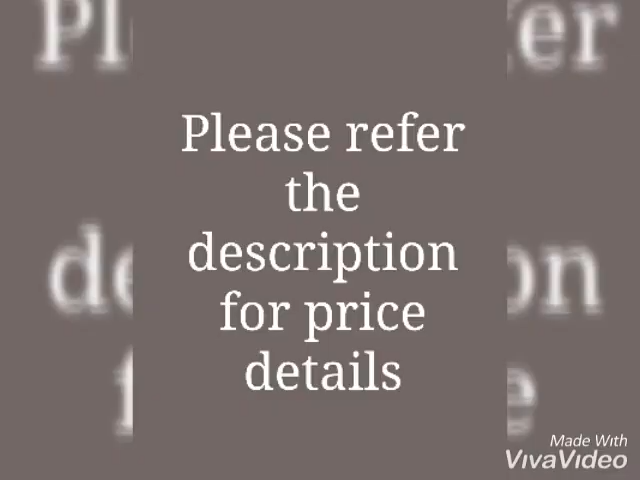 Please refer
the
description
for price
details
Made With
VivaVideo